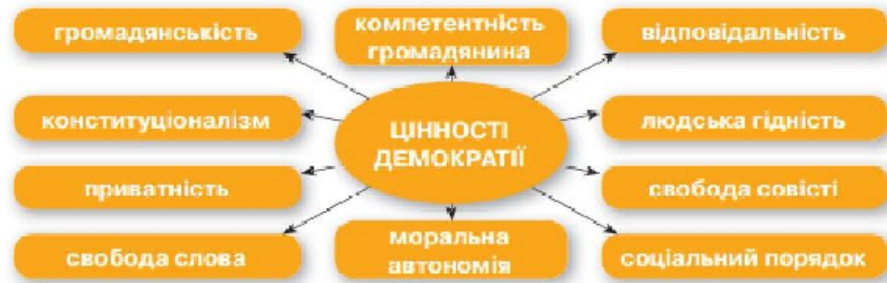 громадянськість
компетентність
громадянина
відповідальність
конституціоналізм
ЦІННОСТІ
ДЕМОКРАТІЇ
людська гідність
приватність
свобода совісті
свобода слова
моральна
автономія
соціальний порядок